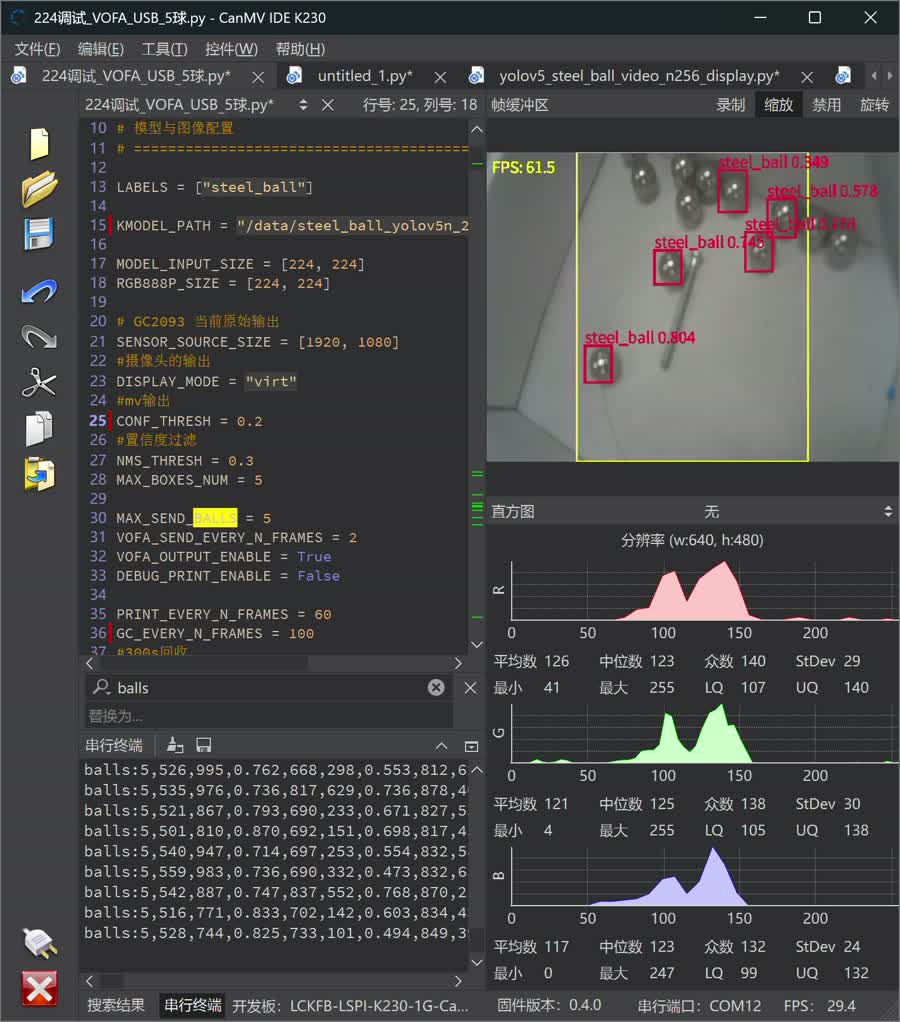 224调试_VOFA_USB_5球.py - CanMV IDE K230
文件(F) 编辑(E) 工具(T) 控件(W) 帮助(H)
224调试_VOFA_USB_5球.py* untitled_1.py* yolov5_steel_ball_video_n256_display.py*
224调试_VOFA_USB_5球.py* 行号: 25, 列号: 18
10 # 模型与图像配置
11 # =======================================
12
13 LABELS = ["steel_ball"]
14
15 KMODEL_PATH = "/data/steel_ball_yolov5n_2
16
17 MODEL_INPUT_SIZE = [224, 224]
18 RGB888P_SIZE = [224, 224]
19
20 # GC2093 当前原始输出
21 SENSOR_SOURCE_SIZE = [1920, 1080]
22 #摄像头的输出
23 DISPLAY_MODE = "virt"
24 #mv输出
25 CONF_THRESH = 0.2
26 #置信度过滤
27 NMS_THRESH = 0.3
28 MAX_BOXES_NUM = 5
29
30 MAX_SEND_BALLS = 5
31 VOFA_SEND_EVERY_N_FRAMES = 2
32 VOFA_OUTPUT_ENABLE = True
33 DEBUG_PRINT_ENABLE = False
34
35 PRINT_EVERY_N_FRAMES = 60
36 GC_EVERY_N_FRAMES = 100
37 #300s回收
balls
替换为...
串行终端
balls:5,526,995,0.762,668,298,0.553,812,6
balls:5,535,976,0.736,817,629,0.736,878,4
balls:5,521,867,0.793,690,233,0.671,827,5
balls:5,501,810,0.870,692,151,0.698,817,4
balls:5,540,947,0.714,697,253,0.554,832,5
balls:5,559,983,0.736,690,332,0.473,832,6
balls:5,542,887,0.747,837,552,0.768,870,2
balls:5,516,771,0.833,702,142,0.603,834,4
balls:5,528,744,0.825,733,101,0.494,849,3
帧缓冲区 录制 缩放 禁用 旋转
FPS: 61.5
steel_ball 0.349
steel_ball 0.578
steel_ball
steel_ball 0.745
steel_ball 0.804
直方图 无
分辨率 (w:640, h:480)
R
0 50 100 150 200
平均数 126 中位数 123 众数 140 StDev 29
最小 41 最大 255 LQ 107 UQ 140
G
0 50 100 150 200
平均数 121 中位数 125 众数 138 StDev 30
最小 4 最大 255 LQ 105 UQ 138
B
0 50 100 150 200
平均数 117 中位数 123 众数 132 StDev 24
最小 0 最大 247 LQ 99 UQ 132
搜索结果 串行终端 开发板: LCKFB-LSPI-K230-1G-Ca... 固件版本: 0.4.0 串行端口: COM12 FPS: 29.4